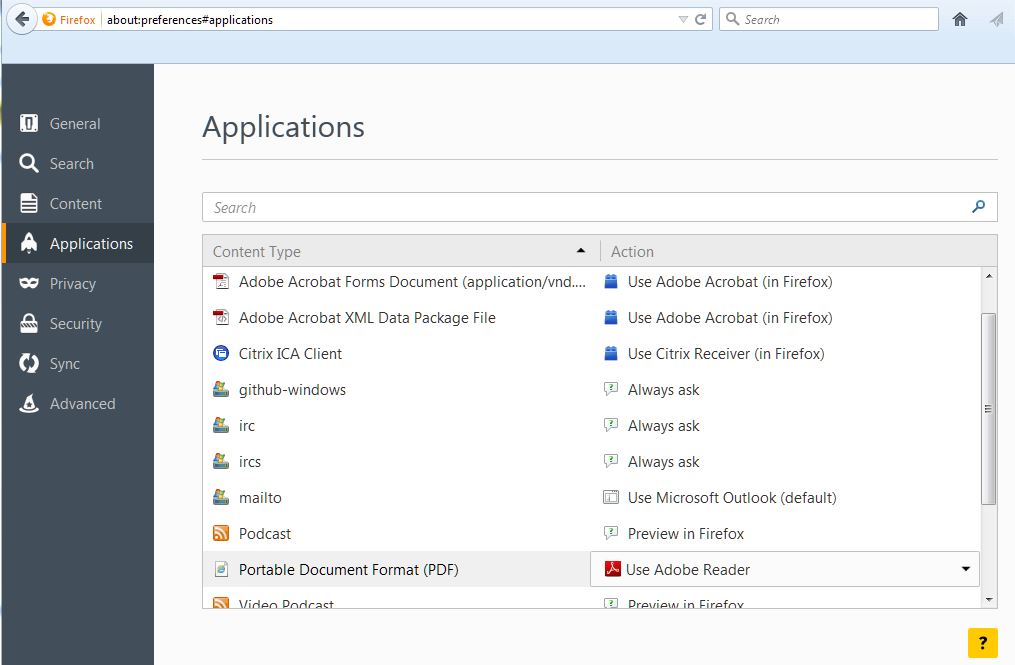 Firefox about:preferences#applications Search
General
Search
Content
Applications
Privacy
Security
Sync
Advanced
Applications
Search
Content Type Action
Adobe Acrobat Forms Document (application/vnd.... Use Adobe Acrobat (in Firefox)
Adobe Acrobat XML Data Package File Use Adobe Acrobat (in Firefox)
Citrix ICA Client Use Citrix Receiver (in Firefox)
github-windows Always ask
irc Always ask
ircs Always ask
mailto Use Microsoft Outlook (default)
Podcast Preview in Firefox
Portable Document Format (PDF) Use Adobe Reader
Video Podcast Preview in Firefox
?